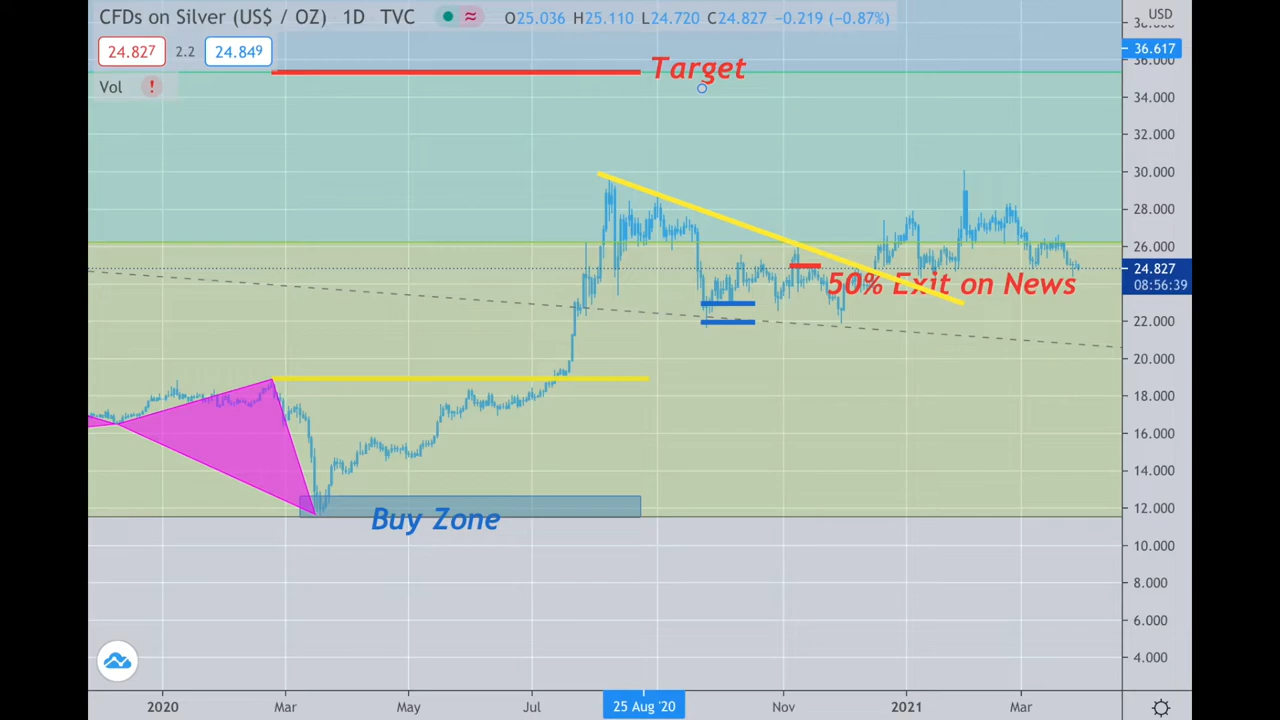 CFDs on Silver (US$ / OZ) 1D TVC O25.036 H25.110 L24.720 C24.827 −0.219 (−0.87%) USD
24.827 2.2 24.849
Vol !
Target
36.617
36.000
34.000
32.000
30.000
28.000
26.000
24.827
08:56:39
50% Exit on News
22.000
20.000
18.000
16.000
14.000
12.000
Buy Zone
10.000
8.000
6.000
4.000
2020 Mar May Jul 25 Aug '20 Nov 2021 Mar